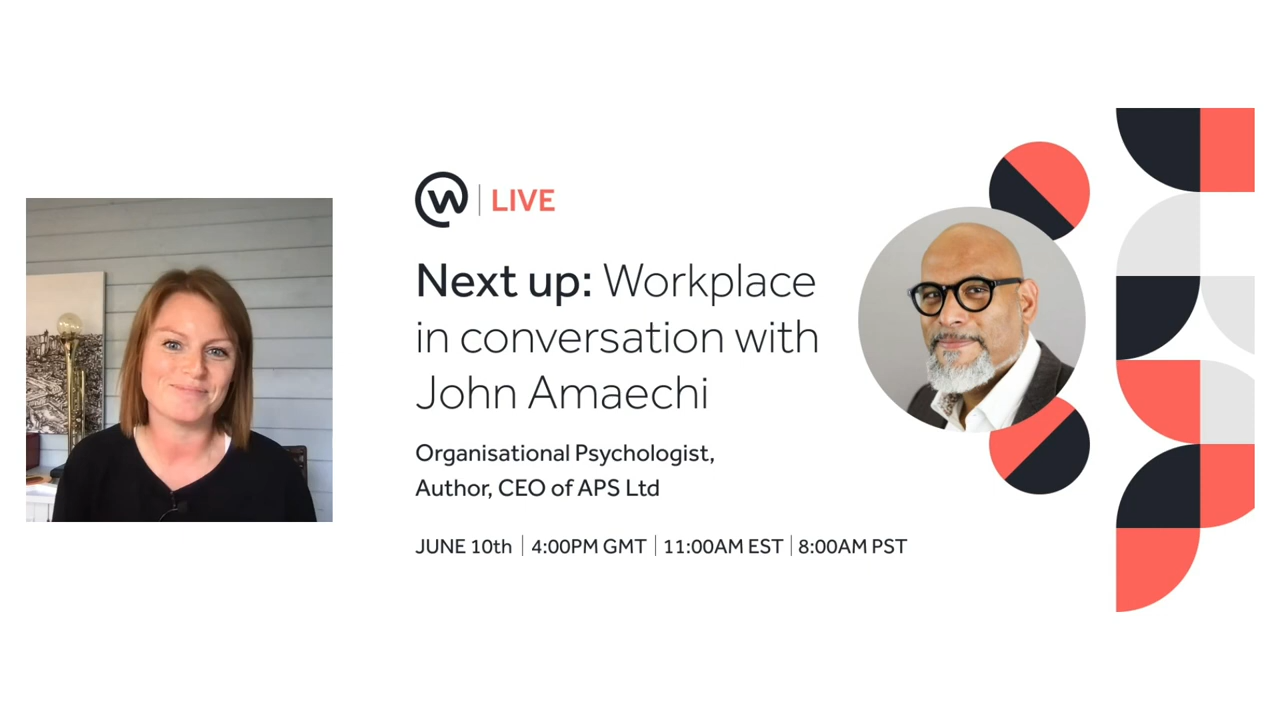 W | LIVE
Next up: Workplace
in conversation with
John Amaechi
Organisational Psychologist,
Author, CEO of APS Ltd
JUNE 10th | 4:00PM GMT | 11:00AM EST | 8:00AM PST